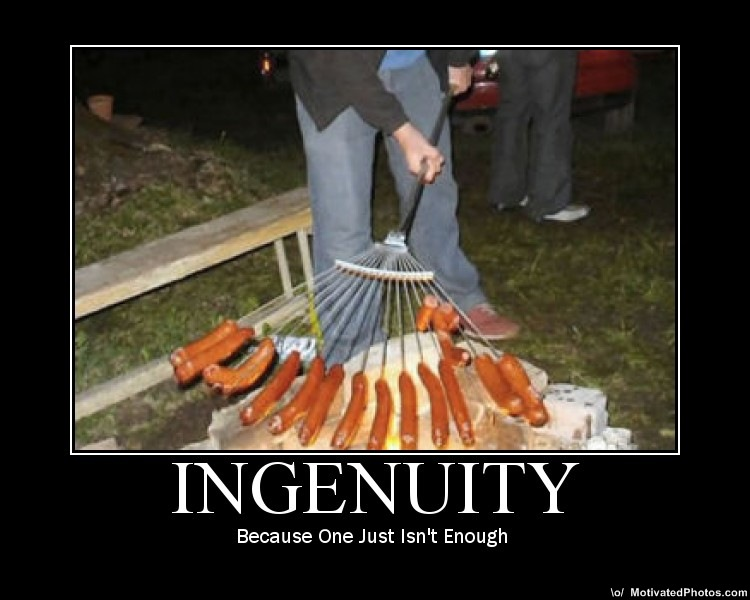 INGENUITY
Because One Just Isn't Enough
\o/ MotivatedPhotos.com